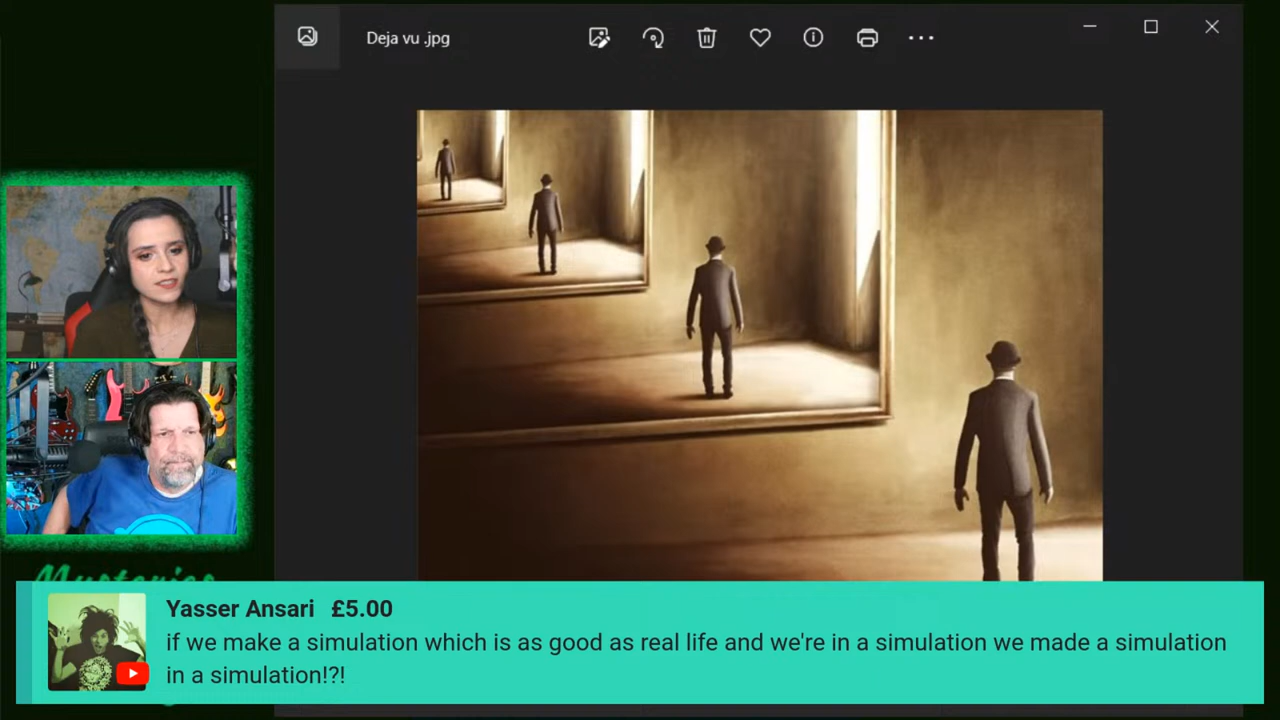 Deja vu .jpg
Mysteries
Yasser Ansari £5.00
if we make a simulation which is as good as real life and we're in a simulation we made a simulation
in a simulation!?!